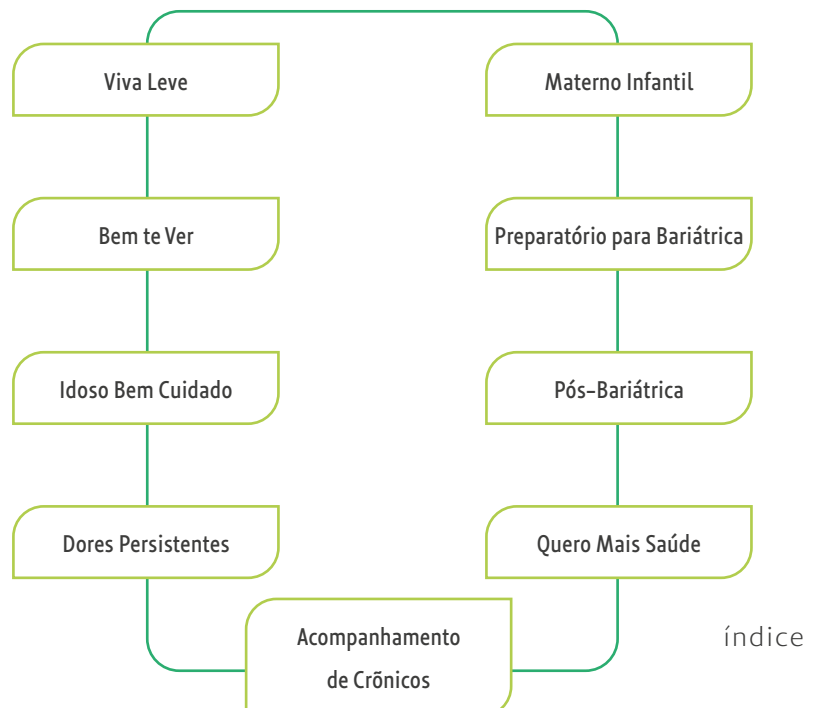 Viva Leve
Materno Infantil
Bem te Ver
Preparatório para Bariátrica
Idoso Bem Cuidado
Pós-Bariátrica
Dores Persistentes
Quero Mais Saúde
Acompanhamento
de Crõnicos
índice